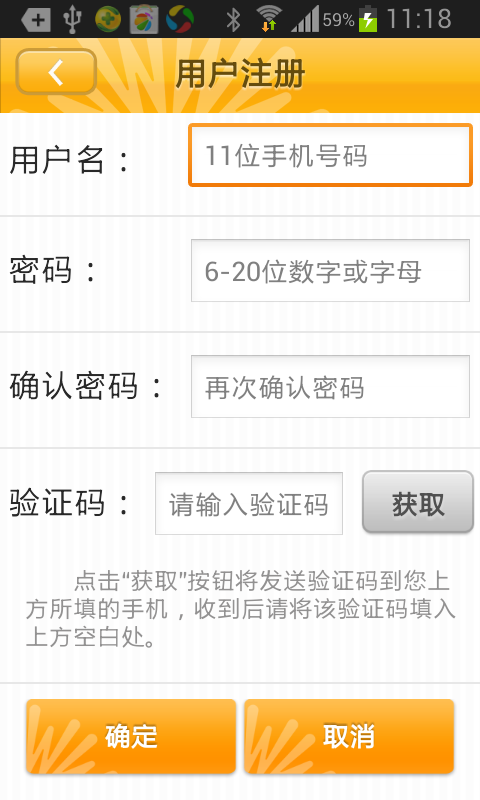 59% 11:18
用户注册
用户名： 11位手机号码
密码： 6-20位数字或字母
确认密码： 再次确认密码
验证码： 请输入验证码 获取
点击“获取”按钮将发送验证码到您上
方所填的手机，收到后请将该验证码填入
上方空白处。
确定 取消